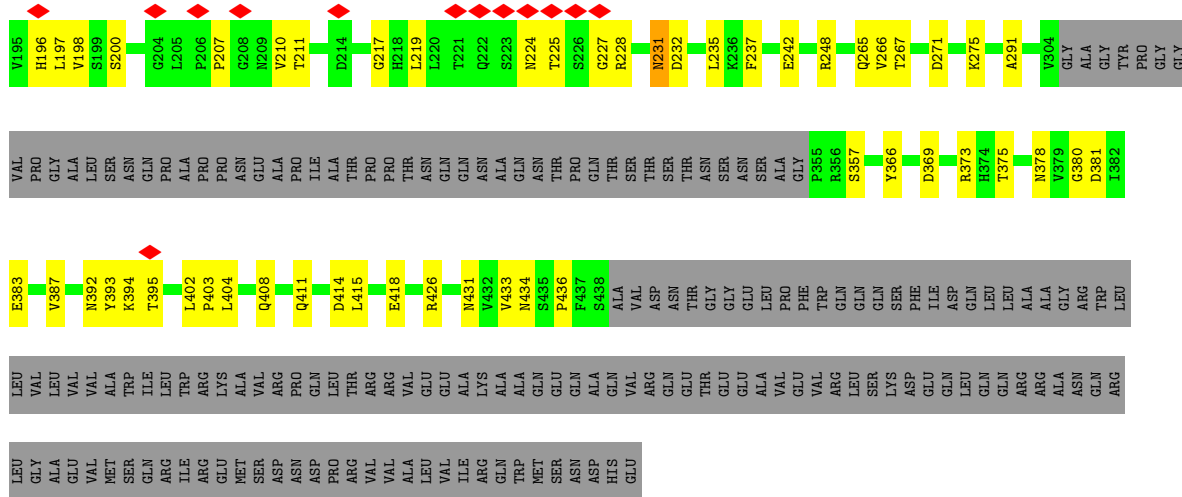 V195 H196 L197 V198 S199 S200 G204 L205 P206 P207 G208 N209 V210 T211 D214 G217 H218 L219 L220 T221 Q222 S223 N224 T225 S226 G227 R228 N231 D232 L235 K236 F237 E242 R248 Q265 V266 T267 D271 K275 A291 V304 GLY ALA GLY TYR PRO GLY GLY
VAL PRO GLY ALA LEU SER ASN GLN PRO ALA PRO PRO ASN GLU ALA PRO ILE ALA THR PRO PRO THR ASN GLN GLN ASN ALA GLN ASN THR PRO GLN THR SER THR SER THR ASN SER ASN SER ALA GLY P355 R356 S357 Y366 D369 R373 H374 T375 N378 V379 G380 D381 I382
E383 V387 N392 Y393 K394 T395 L402 P403 L404 Q408 Q411 D414 L415 E418 R426 N431 V432 V433 N434 S435 P436 F437 S438 ALA VAL ASP ASN THR GLY GLY GLU LEU PRO PHE TRP GLN GLN GLN SER PHE ILE ASP GLN LEU LEU ALA ALA GLY ARG TRP LEU
LEU VAL LEU VAL VAL ALA TRP ILE LEU TRP ARG LYS ALA VAL ARG PRO GLN LEU THR ARG ARG VAL GLU GLU ALA LYS ALA ALA GLN GLU GLN ALA GLN VAL ARG GLN GLU THR GLU GLU ALA VAL GLU VAL ARG LEU SER LYS ASP GLU GLN LEU GLN GLN ARG ARG ALA ASN GLN ARG
LEU GLY ALA GLU VAL MET SER GLN ARG ILE ARG GLU MET SER ASP ASN ASP PRO ARG VAL VAL ALA LEU VAL ILE ARG GLN TRP MET SER ASN ASP HIS GLU